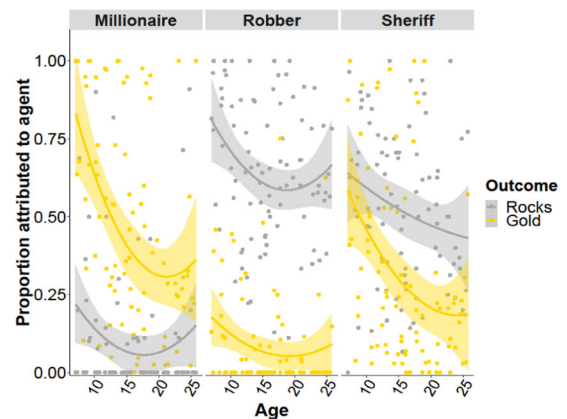 Millionaire Robber Sheriff
Proportion attributed to agent
1.00
0.75
0.50
0.25
0.00
Outcome
Rocks
Gold
10 15 20 25 10 15 20 25 10 15 20 25
Age